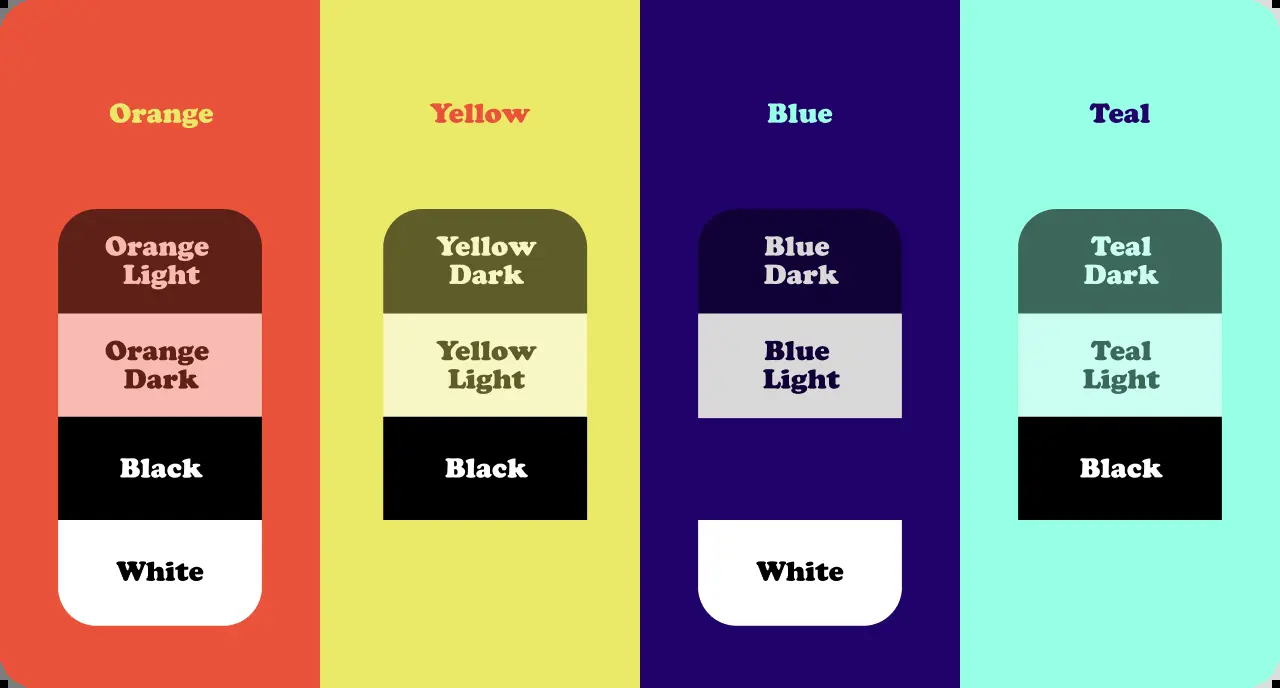 Orange
Yellow
Blue
Teal
Orange
Light
Orange
Dark
Black
White
Yellow
Dark
Yellow
Light
Black
Blue
Dark
Blue
Light
White
Teal
Dark
Teal
Light
Black